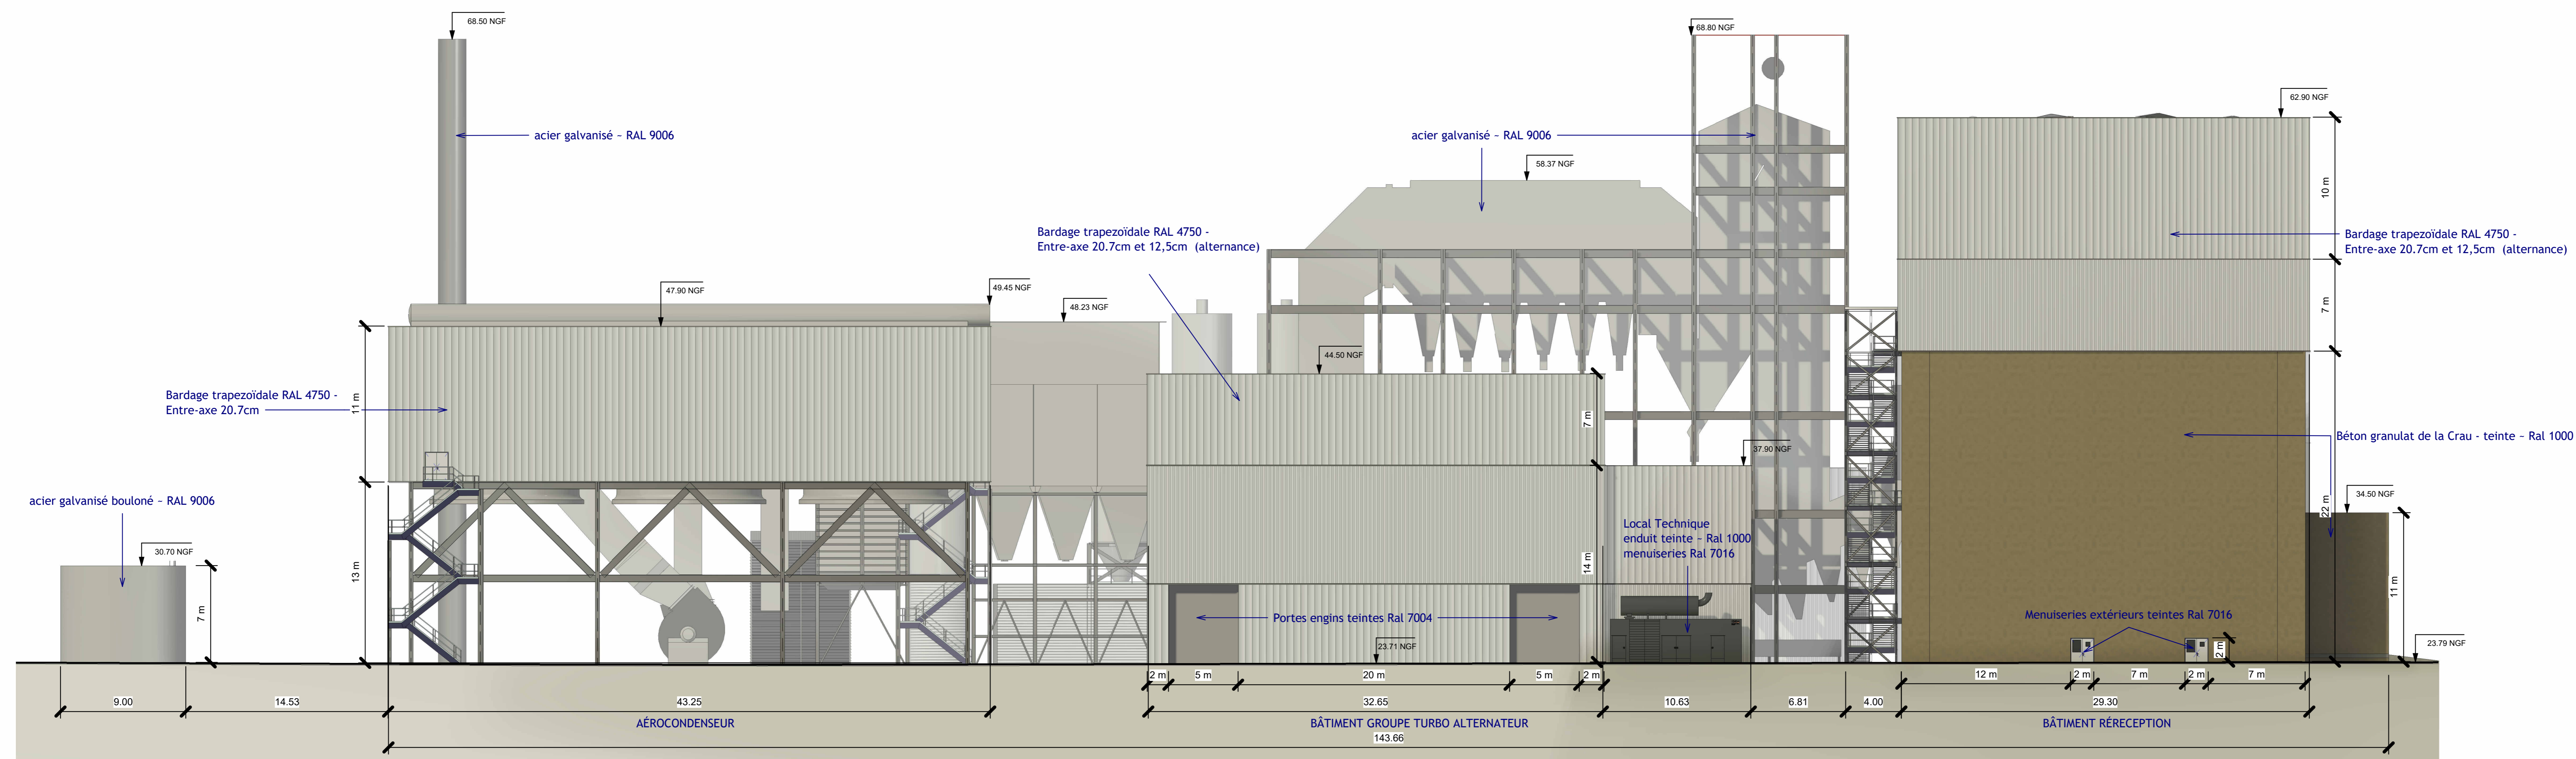 68.50 NGF
68.80 NGF
62.90 NGF
acier galvanisé - RAL 9006
acier galvanisé - RAL 9006
58.37 NGF
10 m
Bardage trapezoïdale RAL 4750 -
Entre-axe 20.7cm et 12,5cm (alternance)
Bardage trapezoïdale RAL 4750 -
Entre-axe 20.7cm et 12,5cm (alternance)
47.90 NGF
49.45 NGF
48.23 NGF
7 m
44.50 NGF
Bardage trapezoïdale RAL 4750 -
Entre-axe 20.7cm
11 m
7 m
37.90 NGF
Béton granulat de la Crau - teinte - Ral 1000
acier galvanisé bouloné - RAL 9006
34.50 NGF
22 m
Local Technique
enduit teinte - Ral 1000
menuiseries Ral 7016
30.70 NGF
13 m
14 m
11 m
7 m
Portes engins teintes Ral 7004
Menuiseries extérieurs teintes Ral 7016
23.71 NGF
2 m
23.79 NGF
2 m
5 m
20 m
5 m
2 m
12 m
2 m
7 m
2 m
7 m
9.00
14.53
43.25
32.65
10.63
6.81
4.00
29.30
AÉROCONDENSEUR
BÂTIMENT GROUPE TURBO ALTERNATEUR
BÂTIMENT RÉRECEPTION
143.66